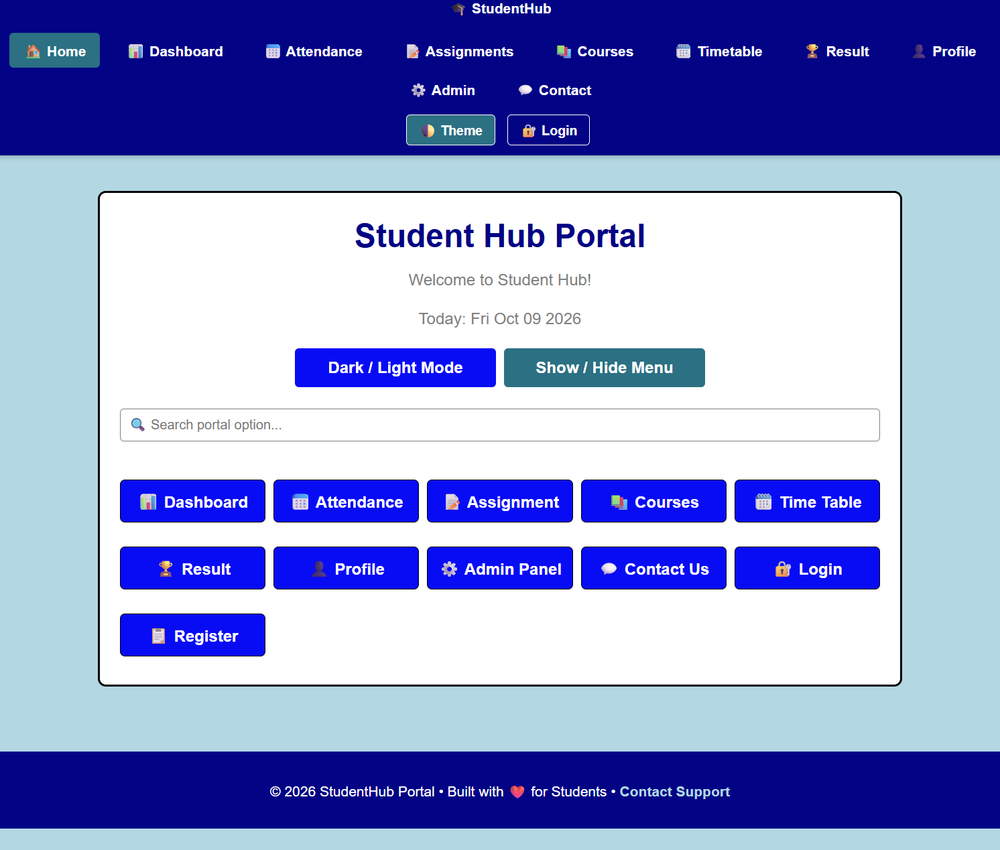 🎓 StudentHub
🏠 Home 📊 Dashboard 📅 Attendance 📝 Assignments 📚 Courses 🗓️ Timetable 🏆 Result 👤 Profile
⚙️ Admin 💬 Contact
🌓 Theme 🔐 Login
Student Hub Portal
Welcome to Student Hub!
Today: Fri Oct 09 2026
Dark / Light Mode Show / Hide Menu
🔍 Search portal option...
📊 Dashboard 📅 Attendance 📝 Assignment 📚 Courses 🗓️ Time Table
🏆 Result 👤 Profile ⚙️ Admin Panel 💬 Contact Us 🔐 Login
📋 Register
© 2026 StudentHub Portal • Built with ❤️ for Students • Contact Support